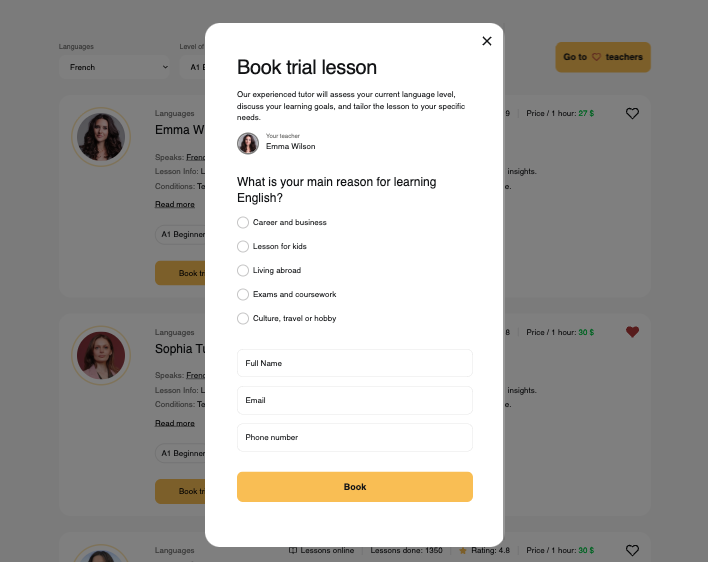 Languages
Level of
French
A1 B
Go to teachers
Book trial lesson
Our experienced tutor will assess your current language level,
discuss your learning goals, and tailor the lesson to your specific
needs.
Your teacher
Emma Wilson
What is your main reason for learning
English?
Career and business
Lesson for kids
Living abroad
Exams and coursework
Culture, travel or hobby
Full Name
Email
Phone number
Book
Languages
9
Price / 1 hour: 27 $
Emma W
Speaks: Frenc
Lesson Info: L
insights.
Conditions: Te
e.
Read more
A1 Beginner
Book tr
Languages
8
Price / 1 hour: 30 $
Sophia Tu
Speaks: Frenc
Lesson Info: L
insights.
Conditions: Te
e.
Read more
A1 Beginner
Book tr
Languages
Lessons online
Lessons done: 1350
Rating: 4.8
Price / 1 hour: 30 $